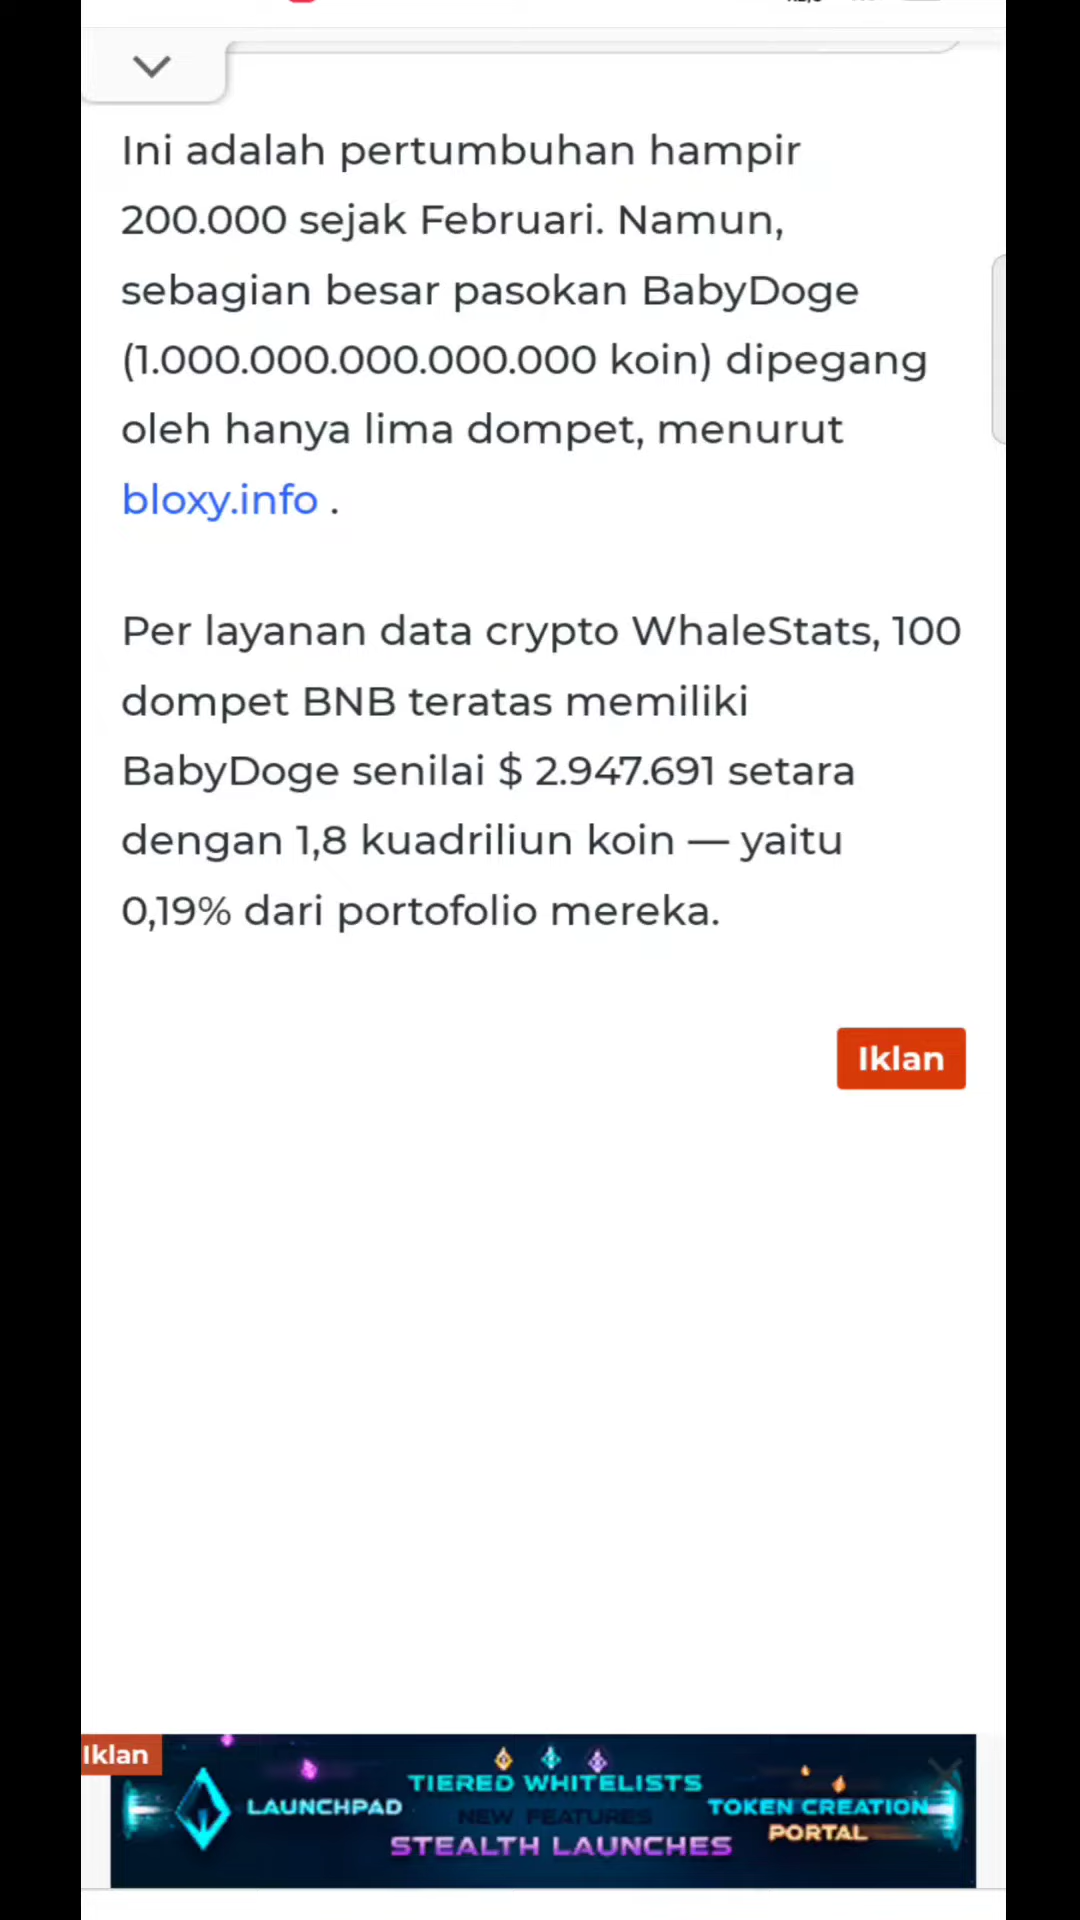 Ini adalah pertumbuhan hampir
200.000 sejak Februari. Namun,
sebagian besar pasokan BabyDoge
(1.000.000.000.000.000 koin) dipegang
oleh hanya lima dompet, menurut
bloxy.info .
Per layanan data crypto WhaleStats, 100
dompet BNB teratas memiliki
BabyDoge senilai $ 2.947.691 setara
dengan 1,8 kuadriliun koin — yaitu
0,19% dari portofolio mereka.
Iklan
Iklan
LAUNCHPAD
TIERED WHITELISTS
NEW FEATURES
STEALTH LAUNCHES
TOKEN CREATION
PORTAL